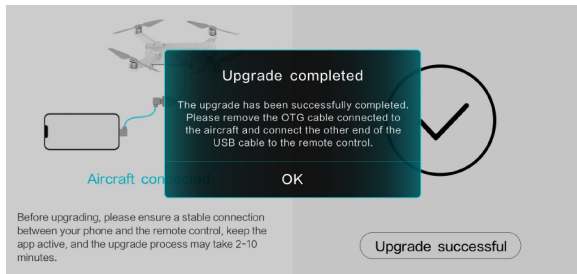 Upgrade completed
The upgrade has been successfully completed.
Please remove the OTG cable connected to
the aircraft and connect the other end of the
USB cable to the remote control.
OK
Aircraft connected
Before upgrading, please ensure a stable connection
between your phone and the remote control, keep the
app active, and the upgrade process may take 2-10
minutes.
Upgrade successful